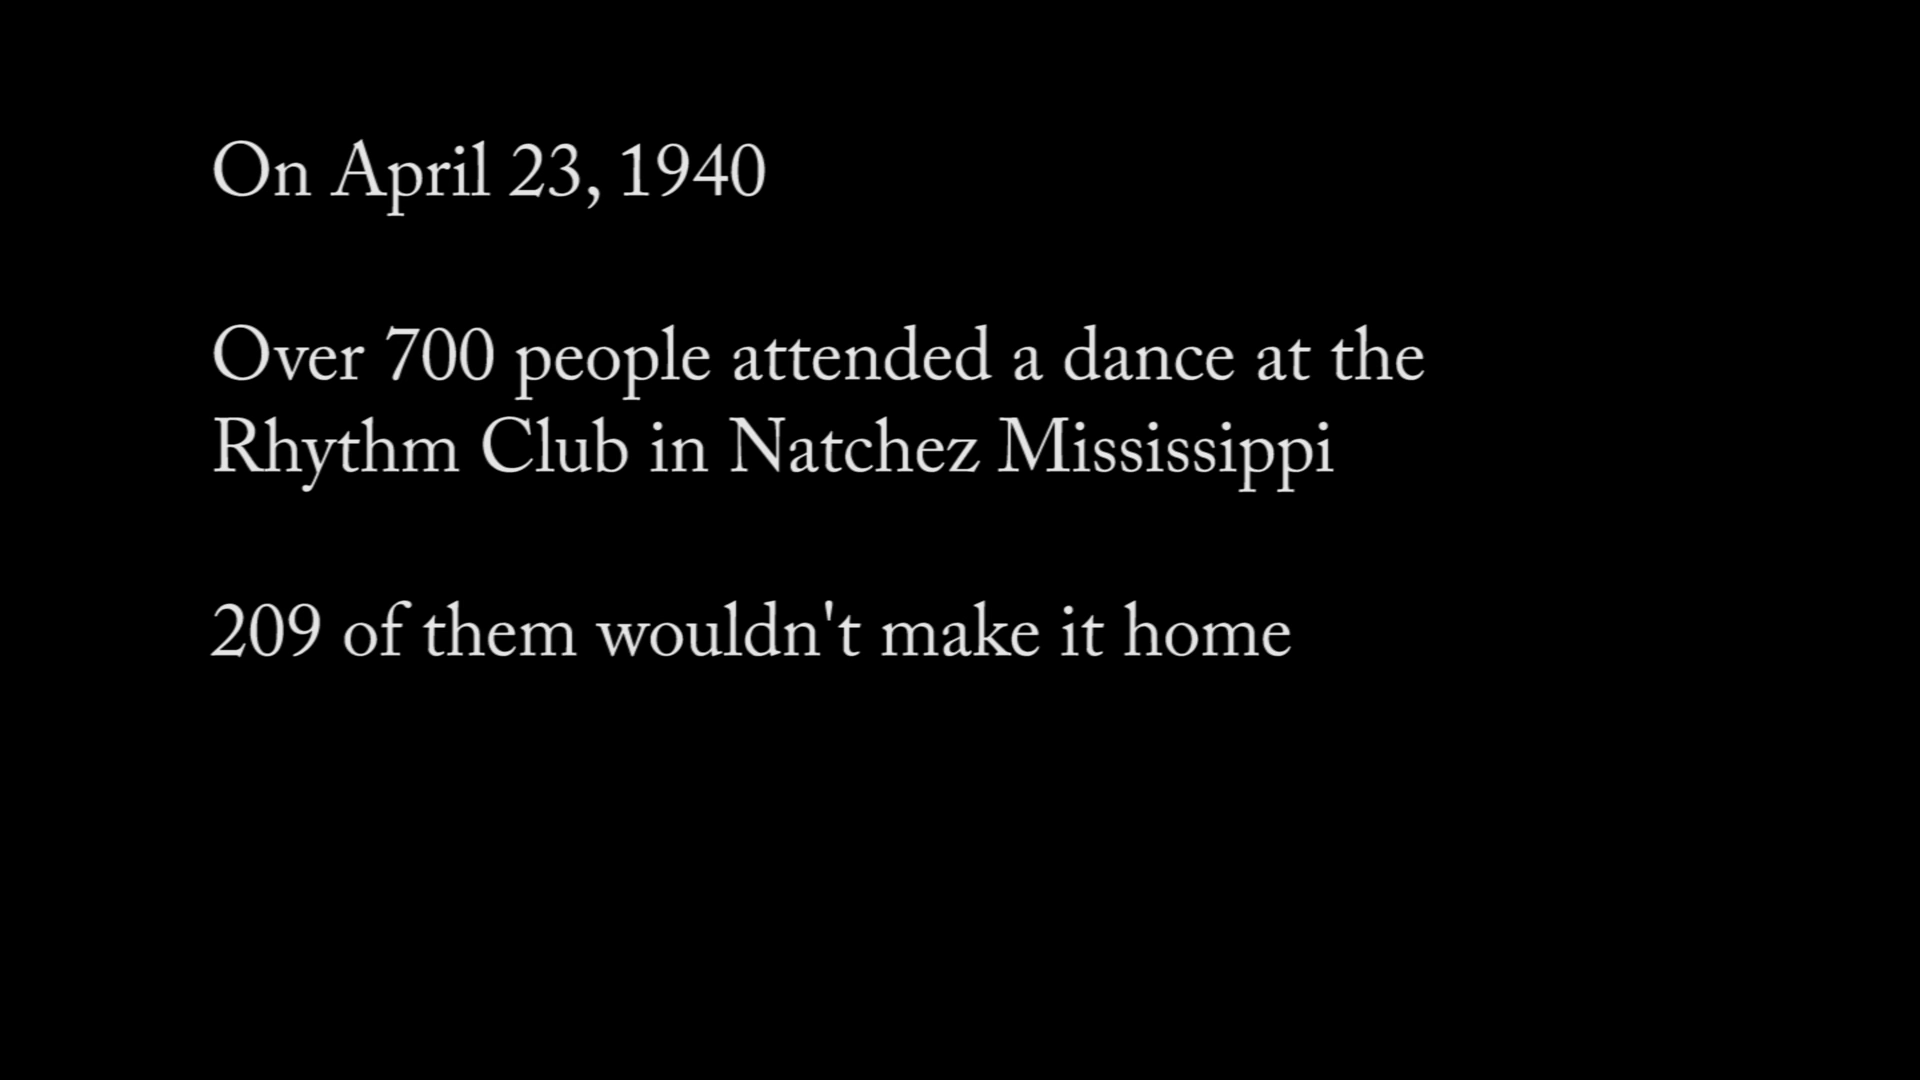 On April 23, 1940
Over 700 people attended a dance at the
Rhythm Club in Natchez Mississippi
209 of them wouldn't make it home